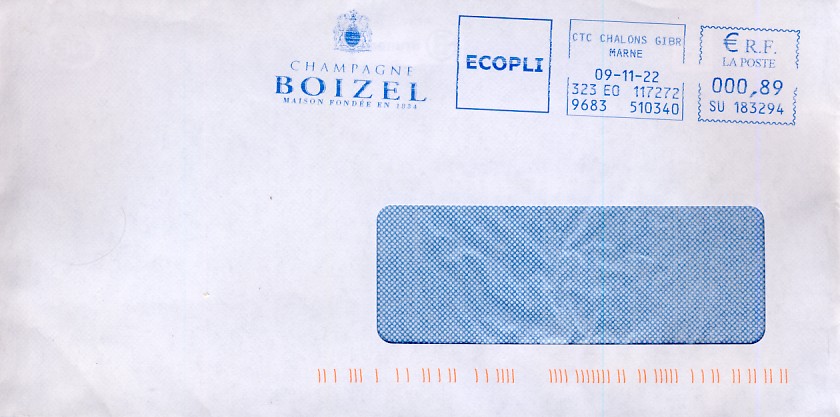 CHAMPAGNE
BOIZEL
MAISON FONDÉE EN 1834
ECOPLI
CTC CHALONS GIBR
MARNE
09-11-22
323 EO 117272
9683 510340
€ R.F.
LA POSTE
000,89
SU 183294